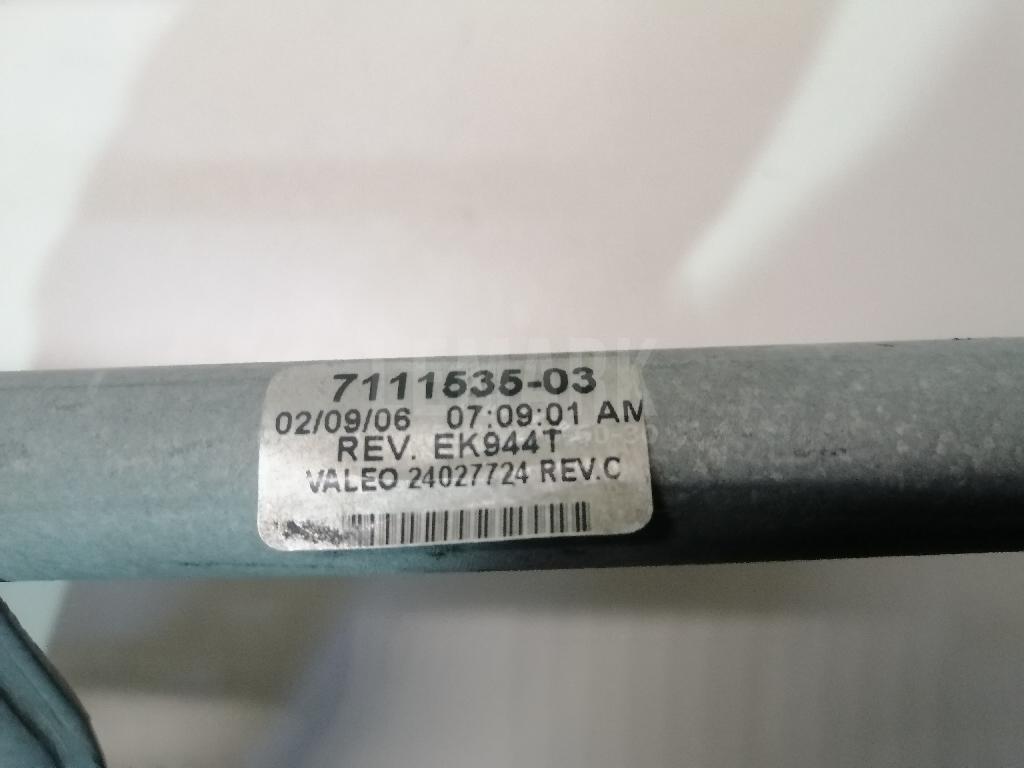 7111535-03
02/09/06 07:09:01 AM
REV. EK944T
VALEO 24027724 REV.C